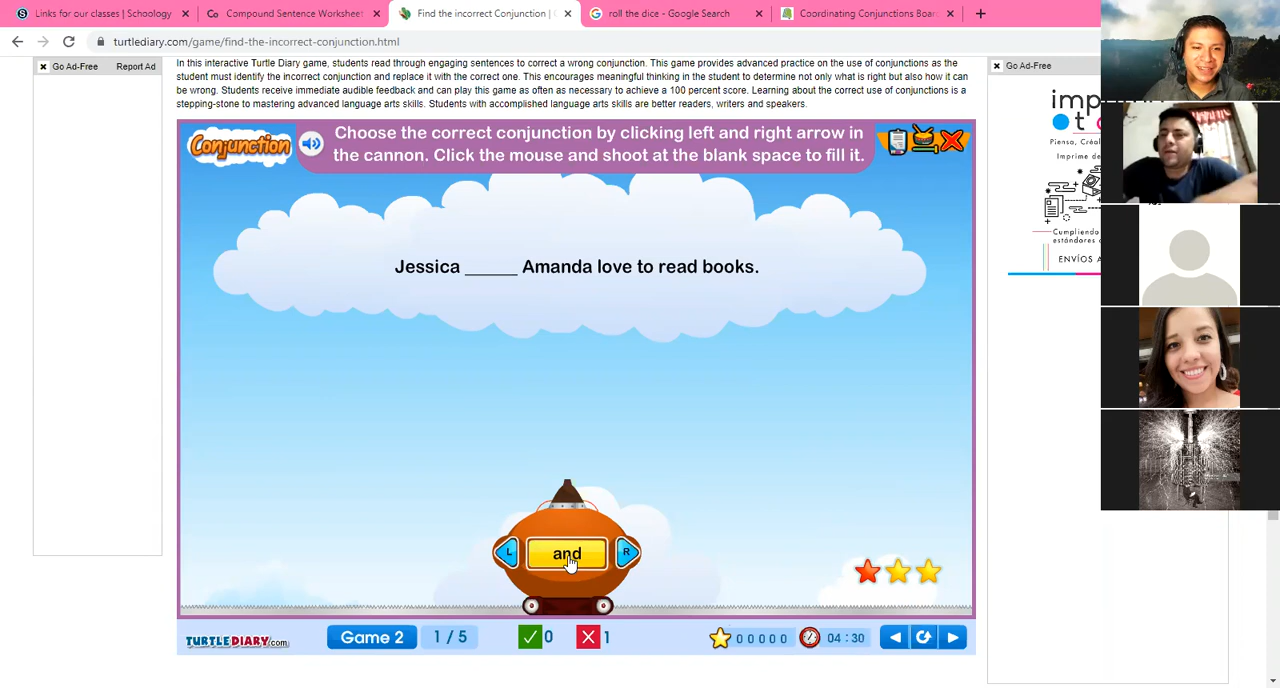 Links for our classes | Schoology
Compound Sentence Worksheet
Find the incorrect Conjunction |
roll the dice - Google Search
Coordinating Conjunctions Board
turtlediary.com/game/find-the-incorrect-conjunction.html
Go Ad-Free Report Ad
In this interactive Turtle Diary game, students read through engaging sentences to correct a wrong conjunction. This game provides advanced practice on the use of conjunctions as the
student must identify the incorrect conjunction and replace it with the correct one. This encourages meaningful thinking in the student to determine not only what is right but also how it can
be wrong. Students receive immediate audible feedback and can play this game as often as necessary to achieve a 100 percent score. Learning about the correct use of conjunctions is a
stepping-stone to mastering advanced language arts skills. Students with accomplished language arts skills are better readers, writers and speakers.
Go Ad-Free
Conjunction
Choose the correct conjunction by clicking left and right arrow in
the cannon. Click the mouse and shoot at the blank space to fill it.
Jessica _____ Amanda love to read books.
L and R
TURTLEDIARY.com
Game 2
1 / 5
0
1
00000
04:30
Piensa, Créal
Imprime de
Cumpliendo
estándares
ENVÍOS A